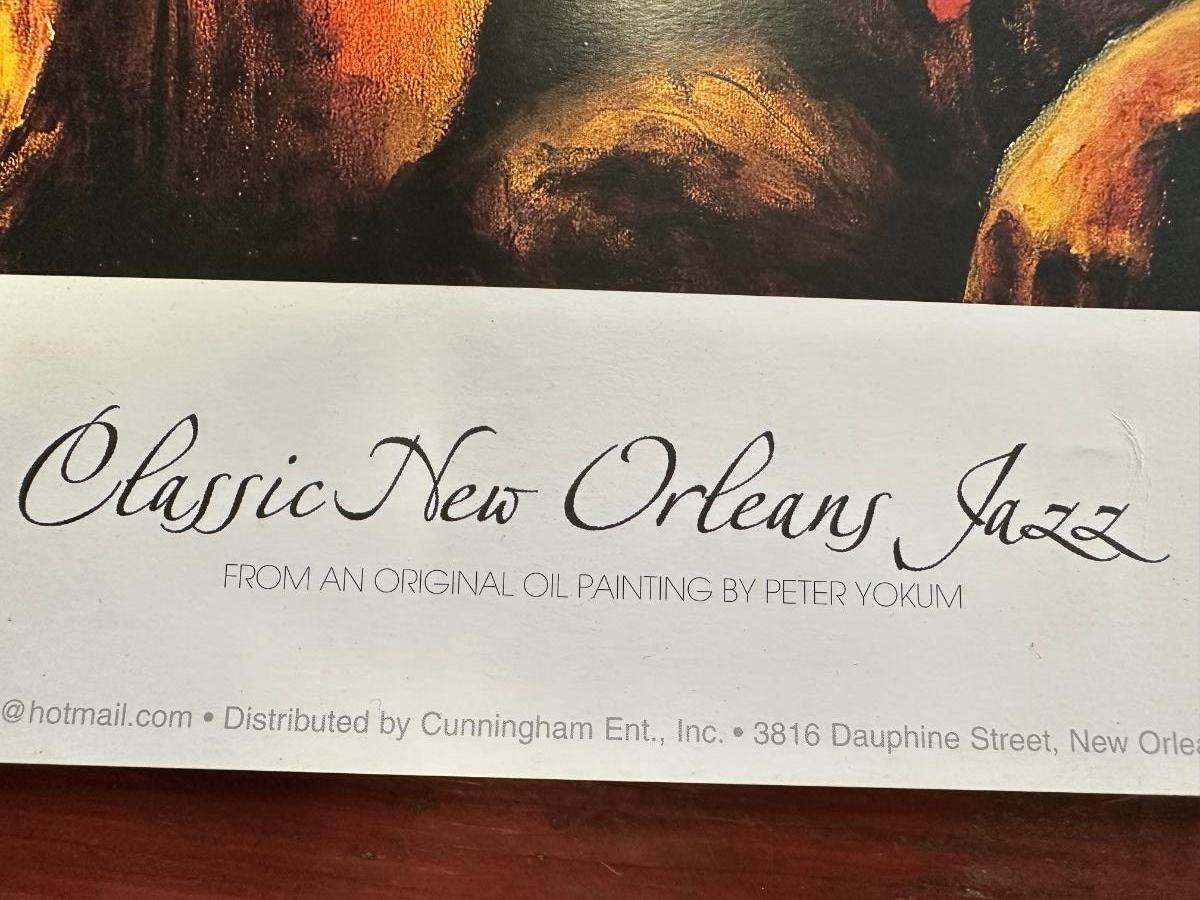 Classic New Orleans Jazz
FROM AN ORIGINAL OIL PAINTING BY PETER YOKUM
@hotmail.com • Distributed by Cunningham Ent., Inc. • 3816 Dauphine Street, New Orlea